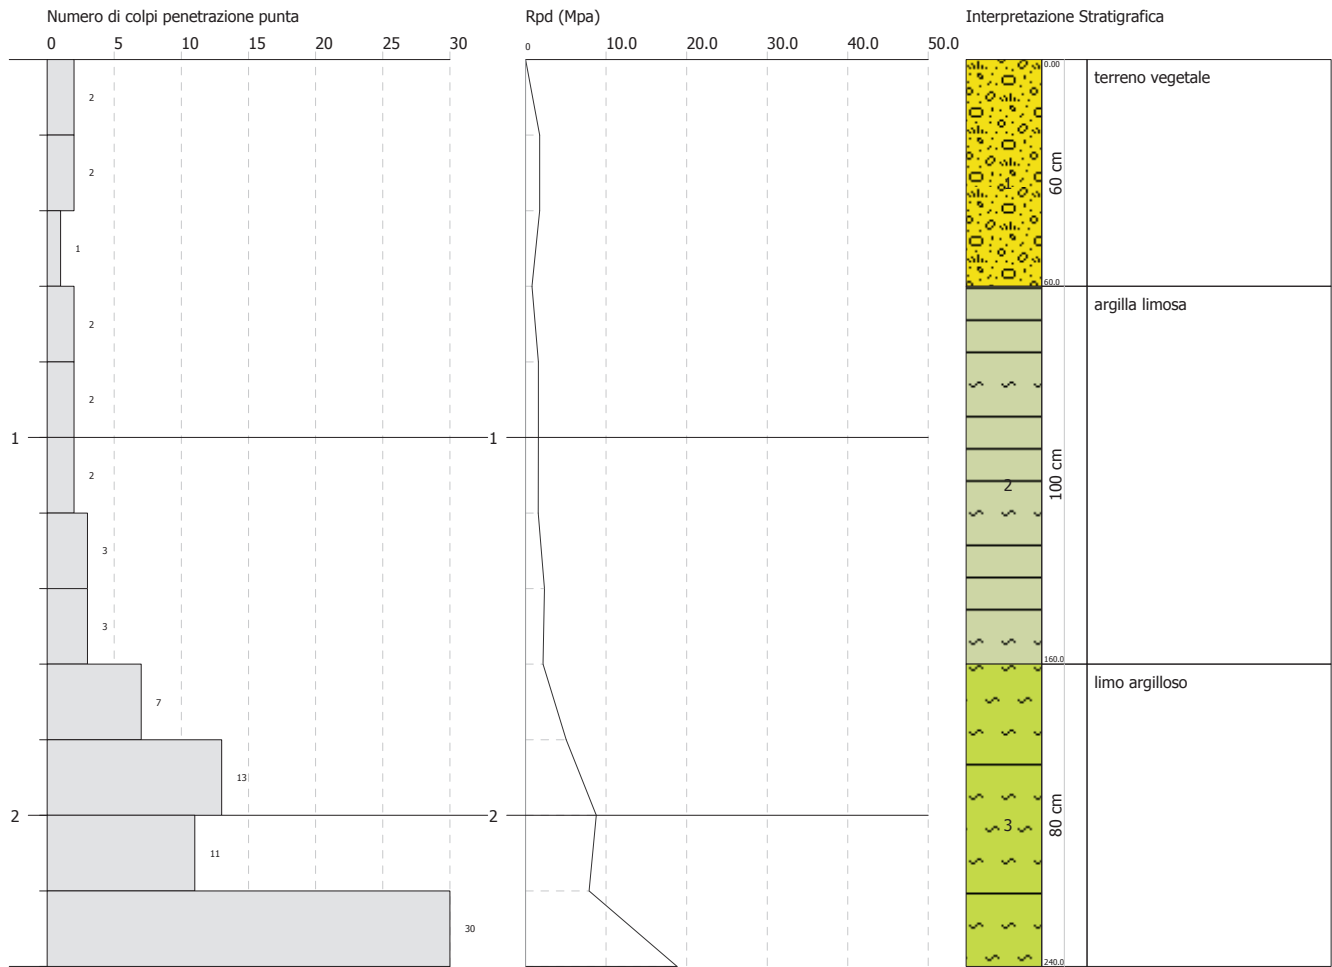 Numero di colpi penetrazione punta
Rpd (Mpa)
Interpretazione Stratigrafica
0 5 10 15 20 25 30
0 10.0 20.0 30.0 40.0 50.0
0.00
terreno vegetale
2
2
1
60 cm
1
60.0
argilla limosa
2
2
1
1
2
2
100 cm
3
3
160.0
limo argilloso
7
13
2
2
3
80 cm
11
30
240.0